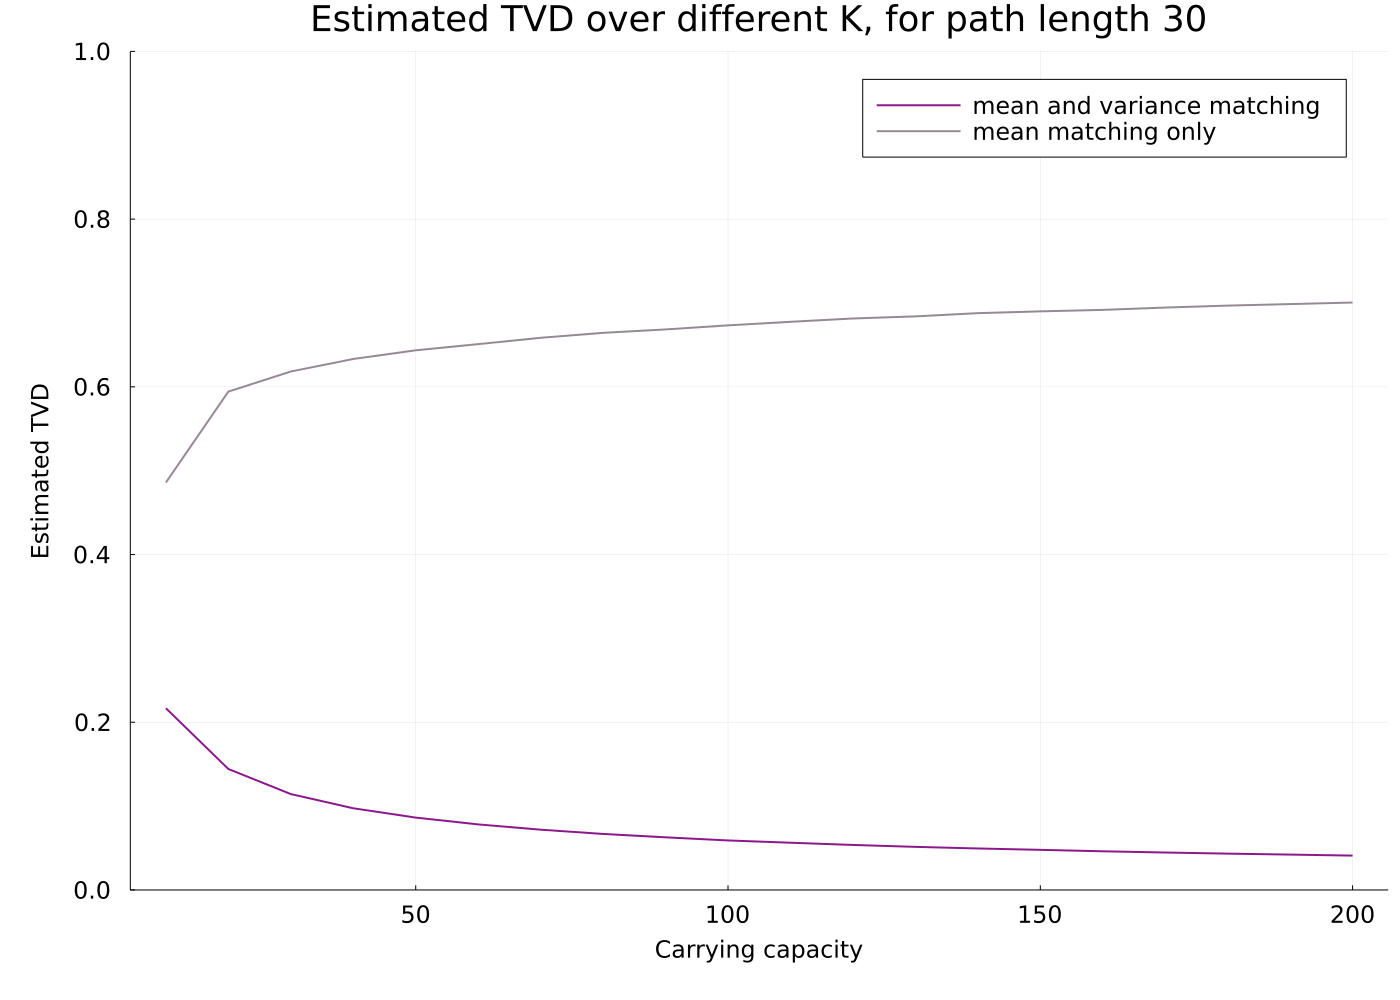 Estimated TVD over different K, for path length 30
1.0
mean and variance matching
mean matching only
0.8
0.6
Estimated TVD
0.4
0.2
0.0
50
100
150
200
Carrying capacity